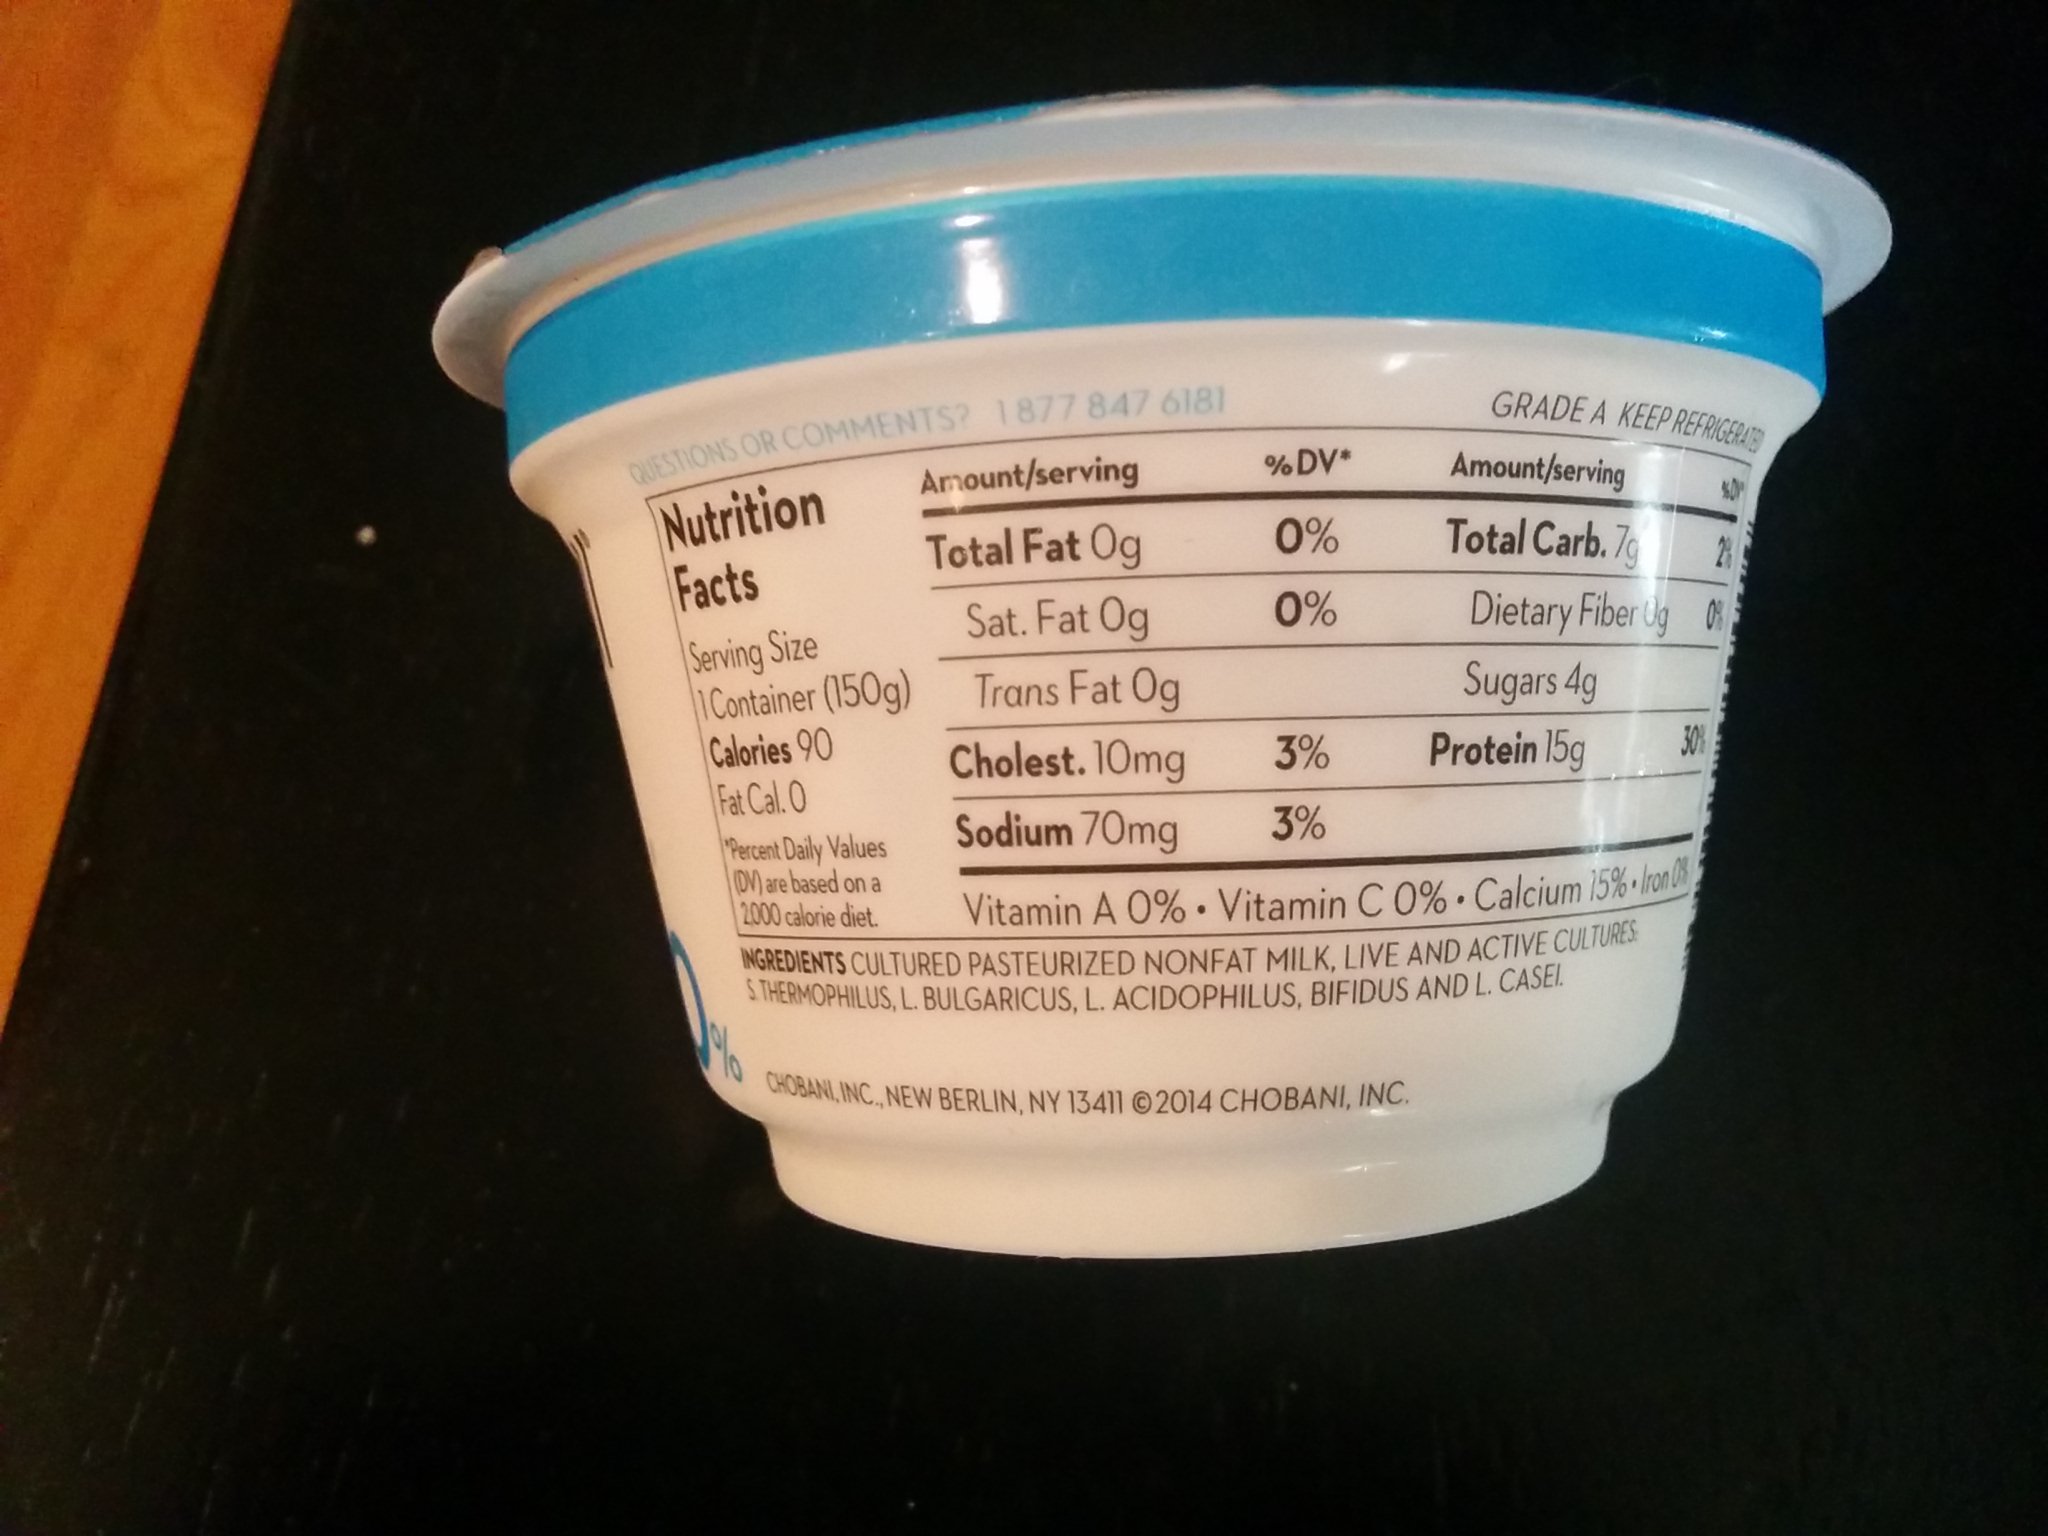 QUESTIONS OR COMMENTS? 1 877 847 6181
GRADE A KEEP REFRIGERATED
Nutrition
Facts
Serving Size
1 Container (150g)
Calories 90
Fat Cal. 0
*Percent Daily Values
(DV) are based on a
2,000 calorie diet.
Amount/serving %DV* Amount/serving %DV*
Total Fat 0g 0% Total Carb. 7g 2%
Sat. Fat 0g 0% Dietary Fiber 0g 0%
Trans Fat 0g Sugars 4g
Cholest. 10mg 3% Protein 15g 30%
Sodium 70mg 3%
Vitamin A 0% • Vitamin C 0% • Calcium 15% • Iron 0%
INGREDIENTS CULTURED PASTEURIZED NONFAT MILK, LIVE AND ACTIVE CULTURES:
S. THERMOPHILUS, L. BULGARICUS, L. ACIDOPHILUS, BIFIDUS AND L. CASEI.
0%
CHOBANI, INC., NEW BERLIN, NY 13411 ©2014 CHOBANI, INC.